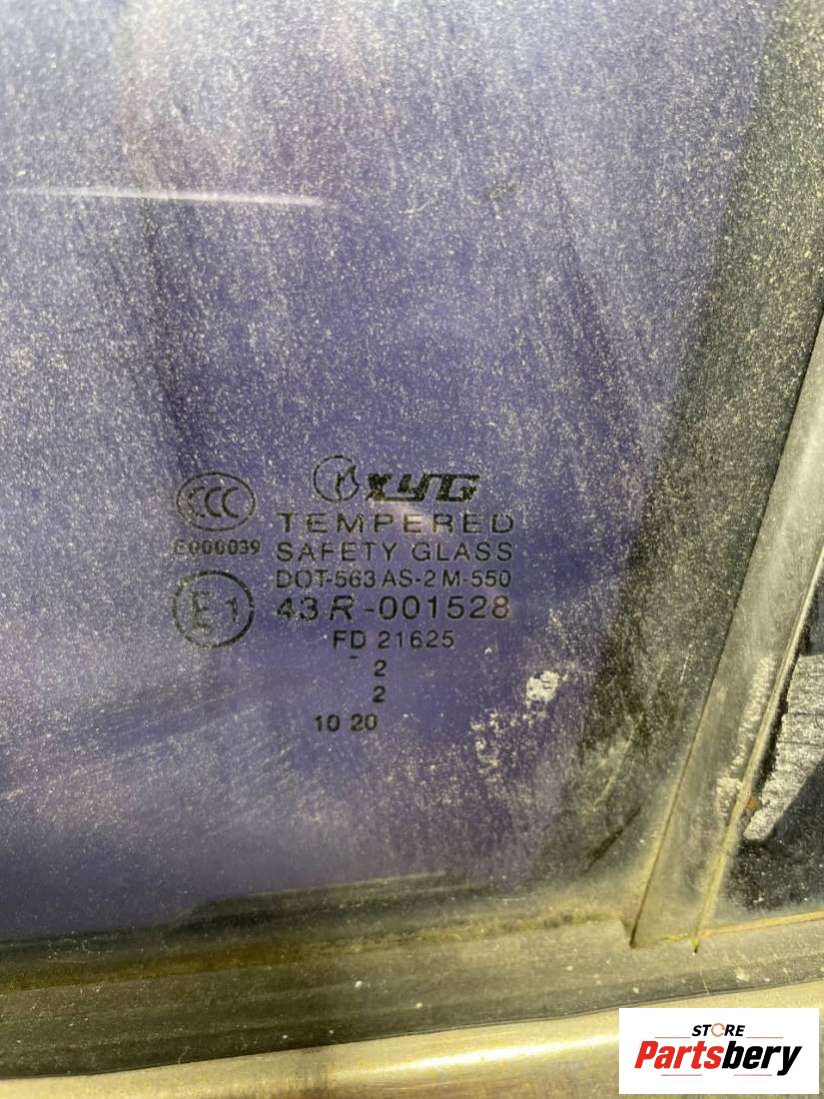 XYG
CCC
TEMPERED
E000039
SAFETY GLASS
DOT-563 AS-2 M-550
E1
43R-001528
FD 21625
2
2
10 20
STORE
Partsbery